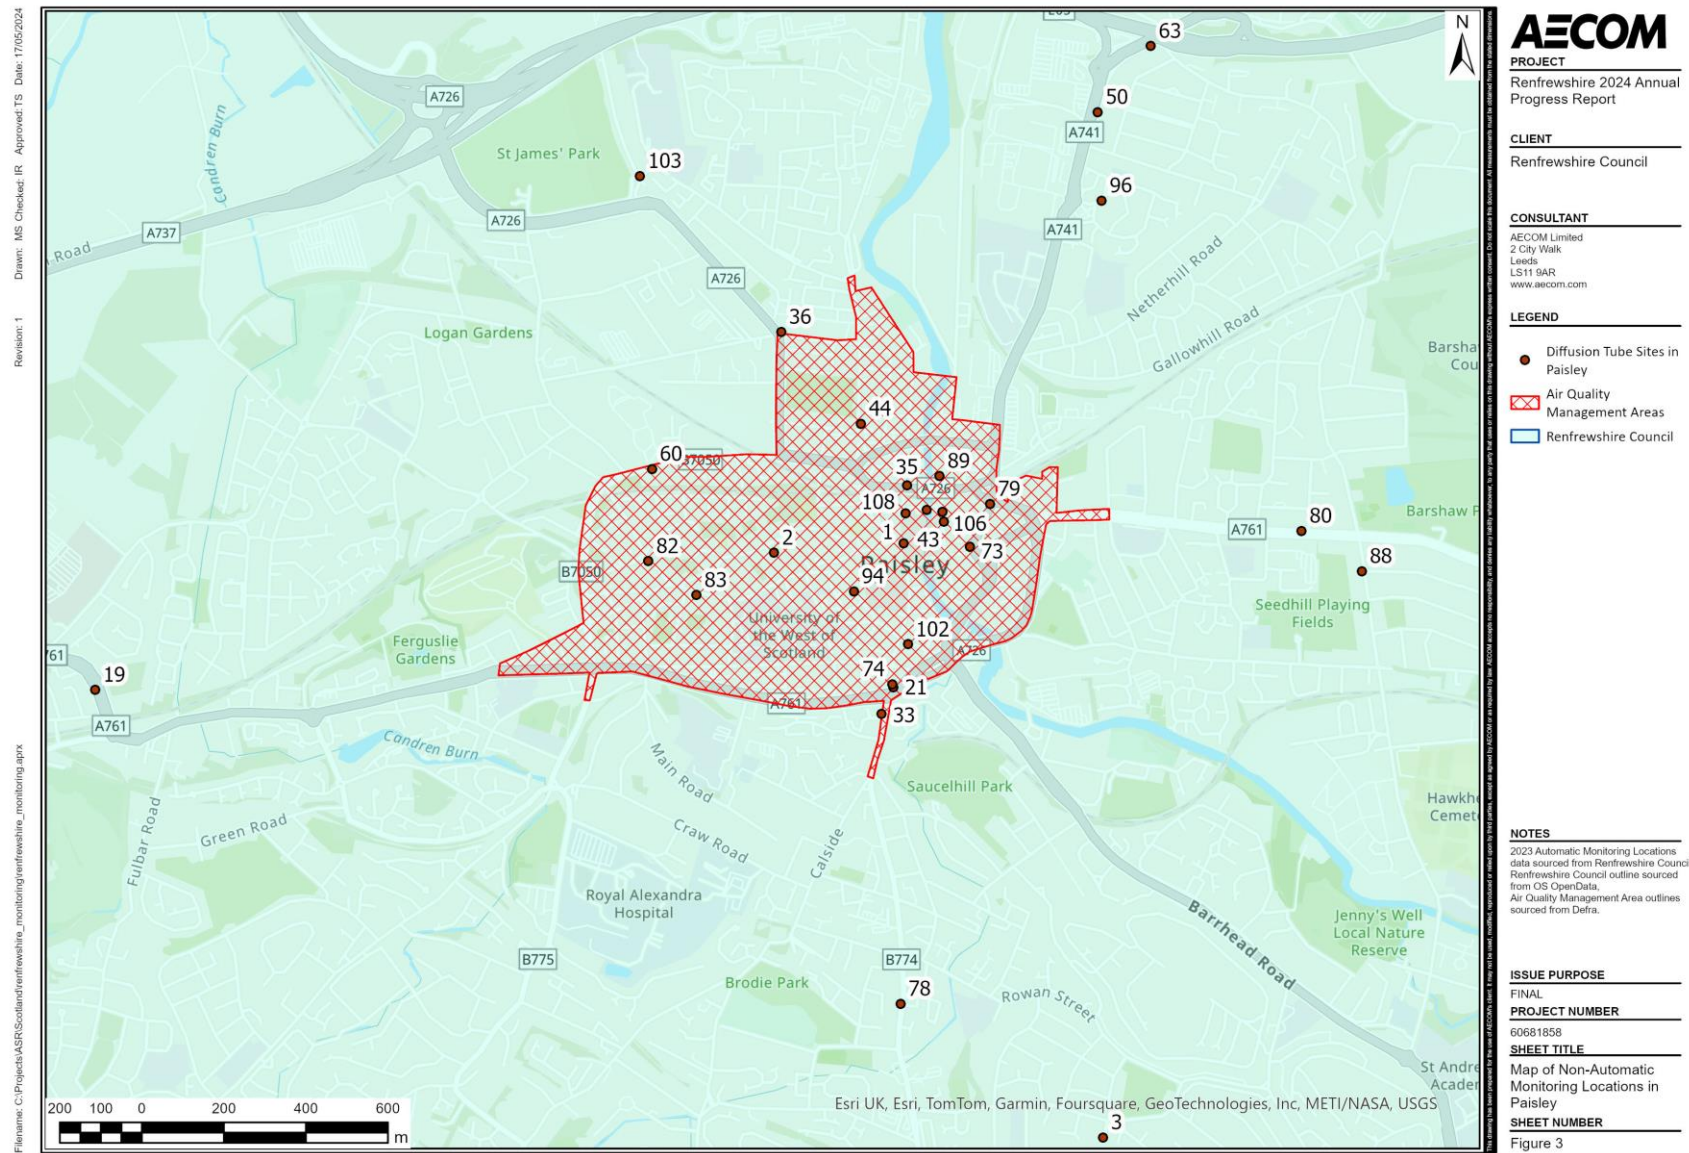 Drawn: MS Checked: IR Approved: TS Date: 17/05/2024
Revision: 1
Filename: C:\Projects\ASR\Scotland\renfrewshire_monitoring\renfrewshire_monitoring.aprx
63
N
50
A726
A741
Candren Burn
St James' Park
103
96
A726
A737
A741
Road
A726
Netherhill Road
36
Logan Gardens
Gallowhill Road
44
60
B7050
35
89
A726
79
108
106
80
Barshaw
A761
1
43
2
73
82
Paisley
B7050
88
83
94
University of
the West of
Scotland
Seedhill Playing
Fields
102
Ferguslie
Gardens
A726
74
21
19
A761
A761
33
Candren Burn
Main Road
Saucelhill Park
Green Road
Craw Road
Calside
Fulbar Road
Royal Alexandra
Hospital
Barrhead Road
Jenny's Well
Local Nature
Reserve
B775
B774
Brodie Park
78
Rowan Street
200 100 0 200 400 600
m
Esri UK, Esri, TomTom, Garmin, Foursquare, GeoTechnologies, Inc, METI/NASA, USGS
3
AECOM
PROJECT
Renfrewshire 2024 Annual
Progress Report
CLIENT
Renfrewshire Council
CONSULTANT
AECOM Limited
2 City Walk
Leeds
LS11 9AR
www.aecom.com
LEGEND
Diffusion Tube Sites in
Paisley
Air Quality
Management Areas
Renfrewshire Council
NOTES
2023 Automatic Monitoring Locations
data sourced from Renfrewshire Counci
Renfrewshire Council outline sourced
from OS OpenData,
Air Quality Management Area outlines
sourced from Defra.
ISSUE PURPOSE
FINAL
PROJECT NUMBER
60681858
SHEET TITLE
Map of Non-Automatic
Monitoring Locations in
Paisley
SHEET NUMBER
Figure 3